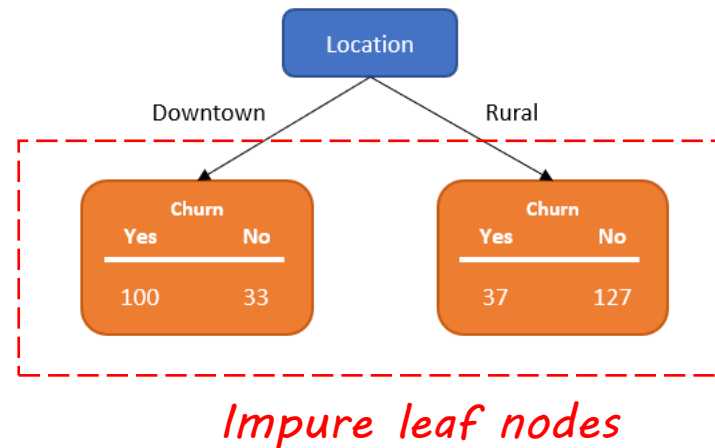 Location
Downtown Rural
Churn Churn
Yes No Yes No
100 33 37 127
Impure leaf nodes